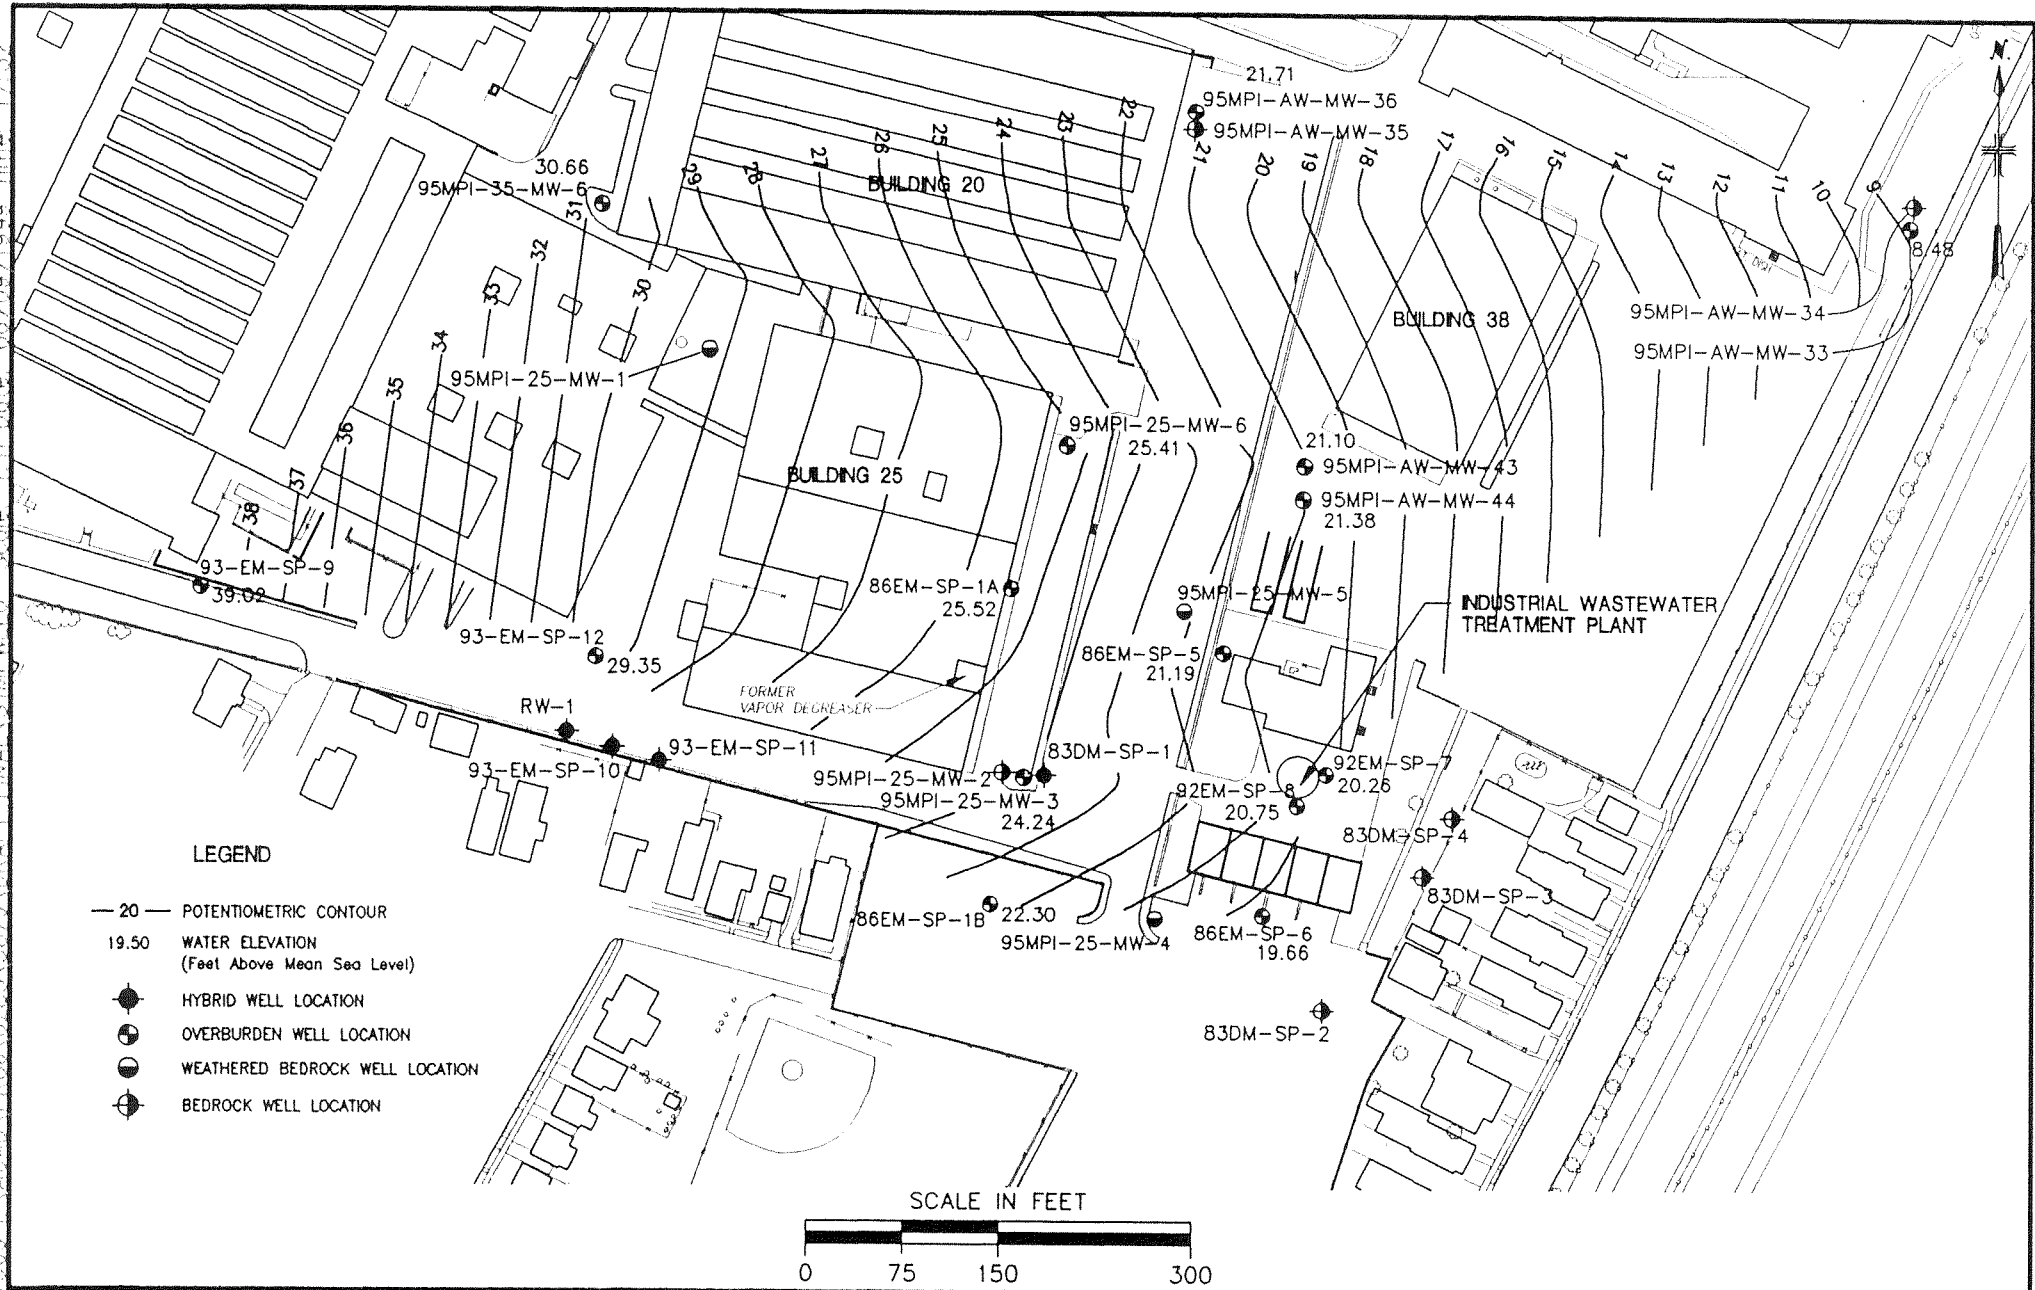 N
21.71
95MPI-AW-MW-36
95MPI-AW-MW-35
22
23
24
25
26
27
28
29
BUILDING 20
30.66
95MPI-35-MW-6
31
32
33
30
34
35
36
37
38
21
20
19
18
17
16
15
14
13
12
11
10
9
8.48
BUILDING 38
95MPI-AW-MW-34
95MPI-AW-MW-33
95MPI-25-MW-1
95MPI-25-MW-6
25.41
21.10
95MPI-AW-MW-43
95MPI-AW-MW-44
21.38
BUILDING 25
93-EM-SP-9
39.02
86EM-SP-1A
25.52
95MPI-25-MW-5
INDUSTRIAL WASTEWATER
TREATMENT PLANT
93-EM-SP-12
29.35
86EM-SP-5
21.19
FORMER
VAPOR DEGREASER
RW-1
93-EM-SP-11
93-EM-SP-10
83DM-SP-1
95MPI-25-MW-2
95MPI-25-MW-3
24.24
92EM-SP-7
20.26
92EM-SP-8
20.75
83DM-SP-4
83DM-SP-3
86EM-SP-1B
22.30
95MPI-25-MW-4
86EM-SP-6
19.66
83DM-SP-2
LEGEND
20 POTENTIOMETRIC CONTOUR
19.50 WATER ELEVATION
(Feet Above Mean Sea Level)
HYBRID WELL LOCATION
OVERBURDEN WELL LOCATION
WEATHERED BEDROCK WELL LOCATION
BEDROCK WELL LOCATION
SCALE IN FEET
0 75 150 300